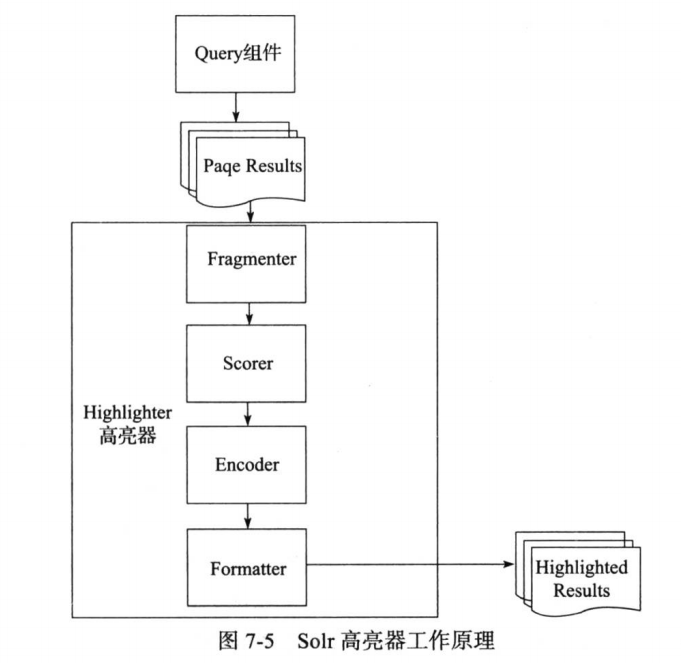 Query组件
Paqe Results
Fragmenter
Scorer
Highlighter
高亮器
Encoder
Formatter
Highlighted
Results
图 7-5 Solr 高亮器工作原理